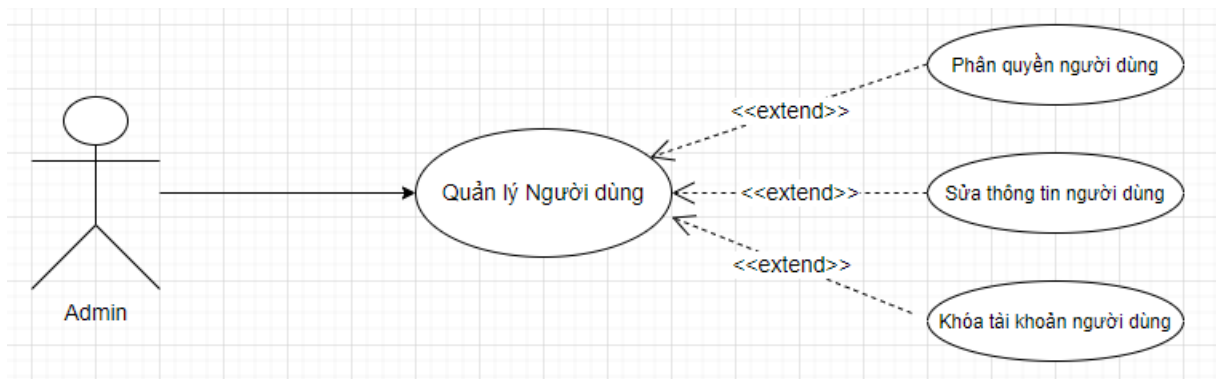 Phân quyền người dùng
<<extend>>
Quản lý Người dùng
<<extend>>
Sửa thông tin người dùng
<<extend>>
Admin
Khóa tài khoản người dùng